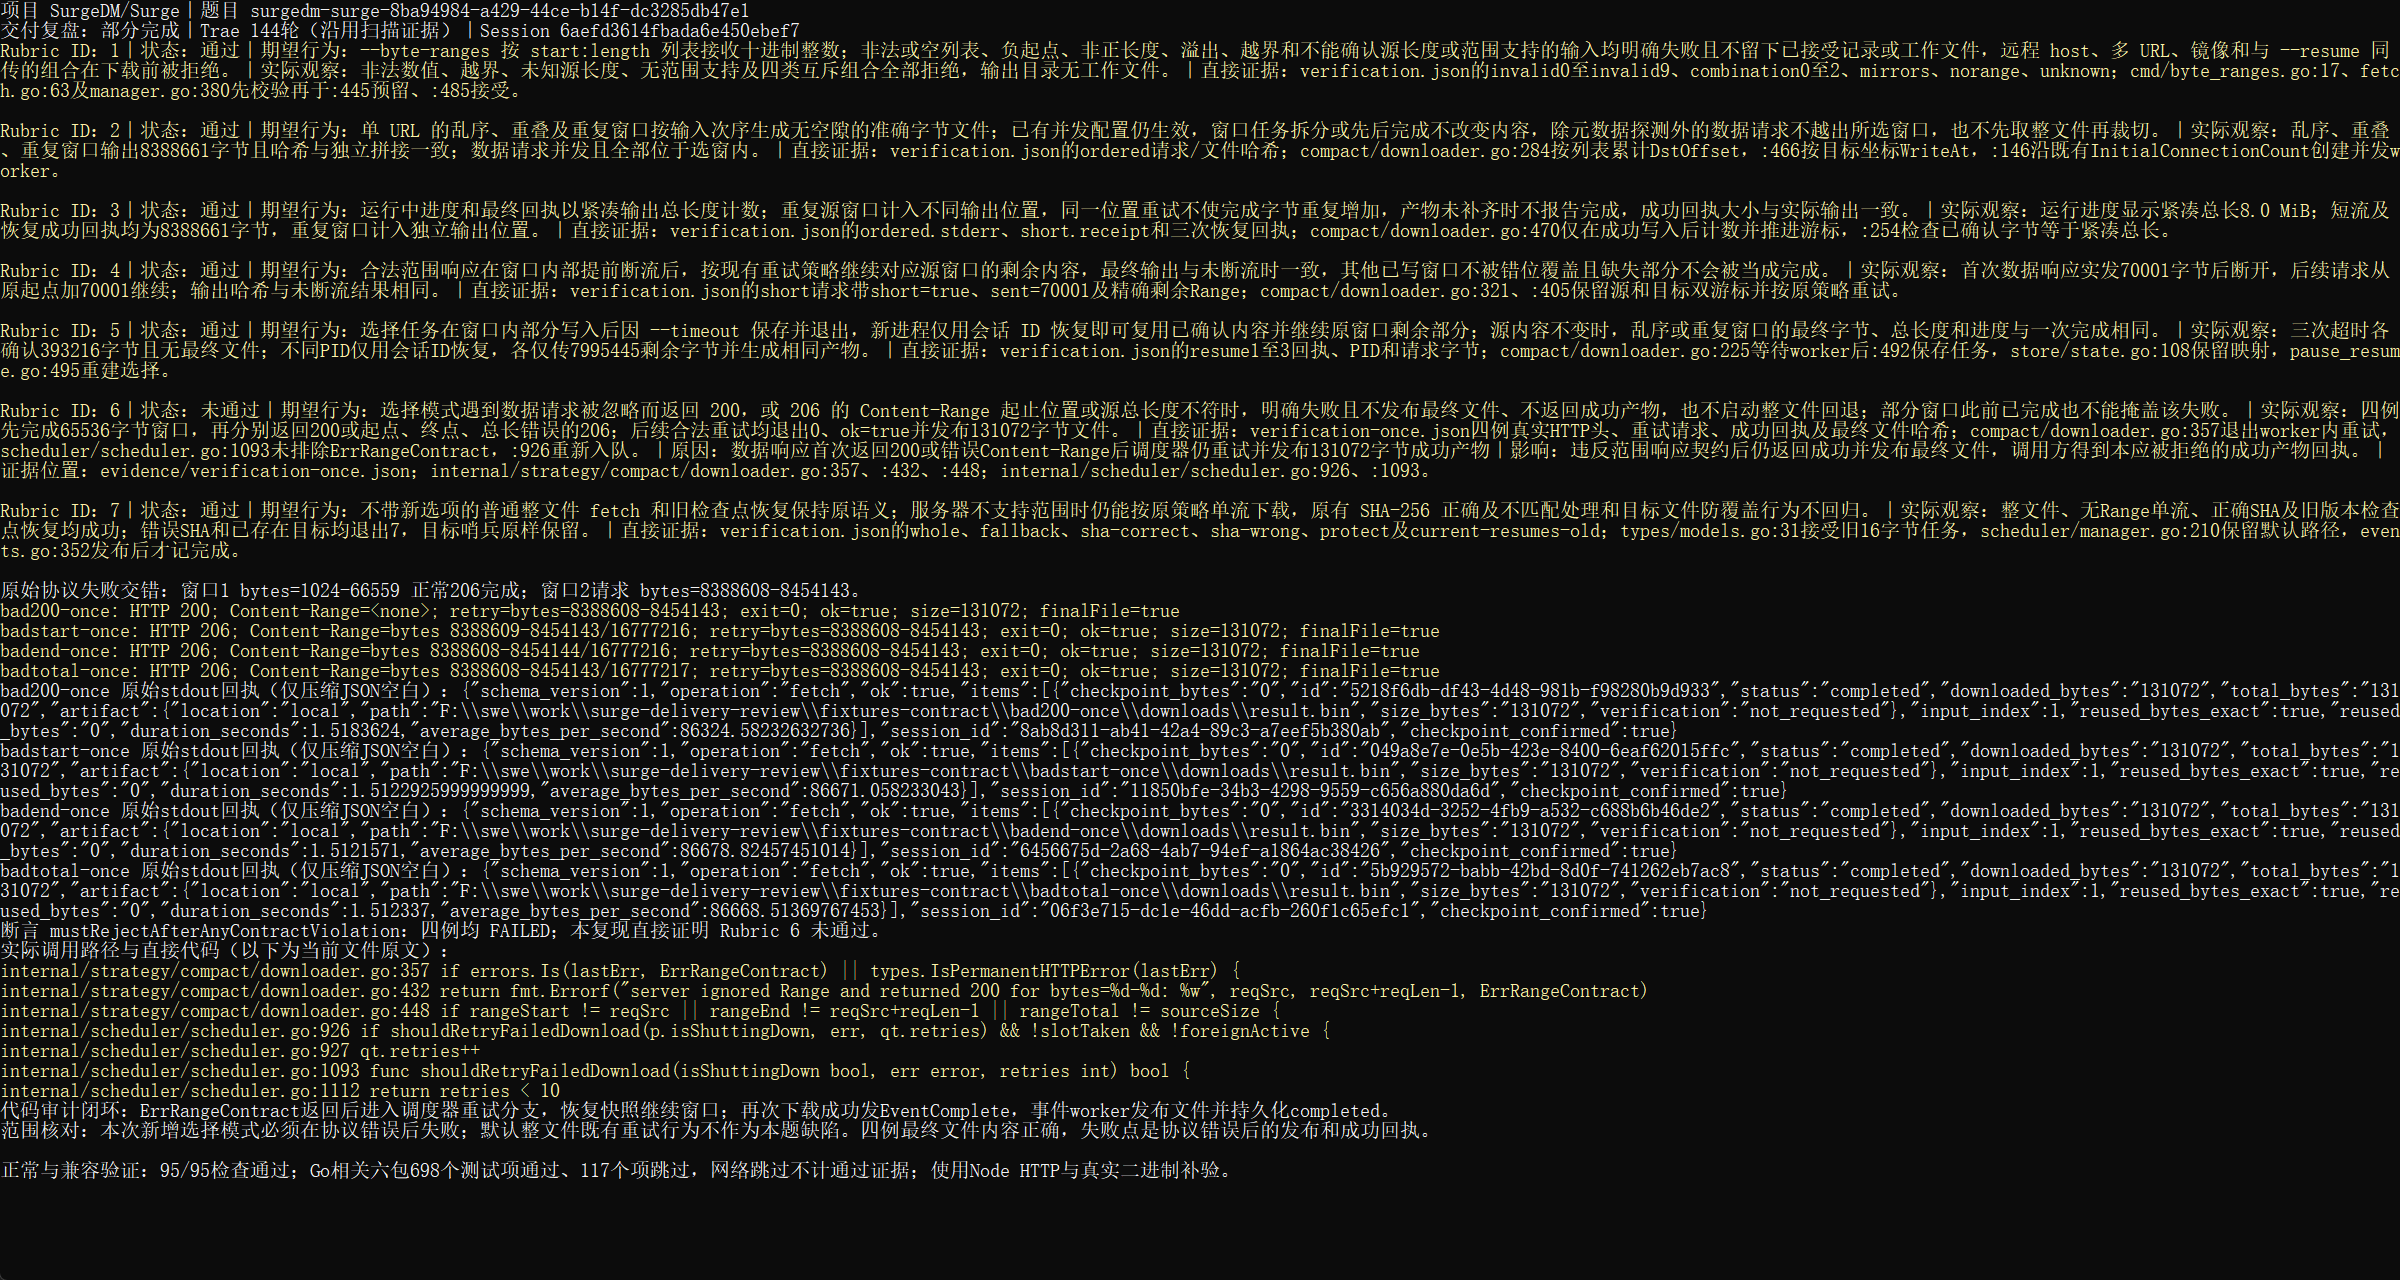 项目 SurgeDM/Surge｜题目 surgedm-surge-8ba94984-a429-44ce-b14f-dc3285db47e1
交付复盘：部分完成｜Trae 144轮（沿用扫描证据）｜Session 6aefd3614fbada6e450ebef7
Rubric ID：1｜状态：通过｜期望行为：--byte-ranges 按 start:length 列表接收十进制整数；非法或空列表、负起点、非正长度、溢出、越界和不能确认源长度或范围支持的输入均明确失败且不留下已接受记录或工作文件，远程 host、多 URL、镜像和与 --resume 同
传的组合在下载前被拒绝。｜实际观察：非法数值、越界、未知源长度、无范围支持及四类互斥组合全部拒绝，输出目录无工作文件。｜直接证据：verification.json的invalid0至invalid9、combination0至2、mirrors、norange、unknown；cmd/byte_ranges.go:17、fetc
h.go:63及manager.go:380先校验再于:445预留、:485接受。
Rubric ID：2｜状态：通过｜期望行为：单 URL 的乱序、重叠及重复窗口按输入次序生成无空隙的准确字节文件；已有并发配置仍生效，窗口任务拆分或先后完成不改变内容，除元数据探测外的数据请求不越出所选窗口，也不先取整文件再裁切。｜实际观察：乱序、重叠
、重复窗口输出8388661字节且哈希与独立拼接一致；数据请求并发且全部位于选窗内。｜直接证据：verification.json的ordered请求/文件哈希；compact/downloader.go:284按列表累计DstOffset，:466按目标坐标WriteAt，:146沿既有InitialConnectionCount创建并发w
orker。
Rubric ID：3｜状态：通过｜期望行为：运行中进度和最终回执以紧凑输出总长度计数；重复源窗口计入不同输出位置，同一位置重试不使完成字节重复增加，产物未补齐时不报告完成，成功回执大小与实际输出一致。｜实际观察：运行进度显示紧凑总长8.0 MiB；短流及
恢复成功回执均为8388661字节，重复窗口计入独立输出位置。｜直接证据：verification.json的ordered.stderr、short.receipt和三次恢复回执；compact/downloader.go:470仅在成功写入后计数并推进游标，:254检查已确认字节等于紧凑总长。
Rubric ID：4｜状态：通过｜期望行为：合法范围响应在窗口内部提前断流后，按现有重试策略继续对应源窗口的剩余内容，最终输出与未断流时一致，其他已写窗口不被错位覆盖且缺失部分不会被当成完成。｜实际观察：首次数据响应实发70001字节后断开，后续请求从
原起点加70001继续；输出哈希与未断流结果相同。｜直接证据：verification.json的short请求带short=true、sent=70001及精确剩余Range；compact/downloader.go:321、:405保留源和目标双游标并按原策略重试。
Rubric ID：5｜状态：通过｜期望行为：选择任务在窗口内部分写入后因 --timeout 保存并退出，新进程仅用会话 ID 恢复即可复用已确认内容并继续原窗口剩余部分；源内容不变时，乱序或重复窗口的最终字节、总长度和进度与一次完成相同。｜实际观察：三次超时各
确认393216字节且无最终文件；不同PID仅用会话ID恢复，各仅传7995445剩余字节并生成相同产物。｜直接证据：verification.json的resume1至3回执、PID和请求字节；compact/downloader.go:225等待worker后:492保存任务，store/state.go:108保留映射，pause_resum
e.go:495重建选择。
Rubric ID：6｜状态：未通过｜期望行为：选择模式遇到数据请求被忽略而返回 200，或 206 的 Content-Range 起止位置或源总长度不符时，明确失败且不发布最终文件、不返回成功产物，也不启动整文件回退；部分窗口此前已完成也不能掩盖该失败。｜实际观察：四例
先完成65536字节窗口，再分别返回200或起点、终点、总长错误的206；后续合法重试均退出0、ok=true并发布131072字节文件。｜直接证据：verification-once.json四例真实HTTP头、重试请求、成功回执及最终文件哈希；compact/downloader.go:357退出worker内重试，
scheduler/scheduler.go:1093未排除ErrRangeContract，:926重新入队。｜原因：数据响应首次返回200或错误Content-Range后调度器仍重试并发布131072字节成功产物｜影响：违反范围响应契约后仍返回成功并发布最终文件，调用方得到本应被拒绝的成功产物回执。｜
证据位置：evidence/verification-once.json；internal/strategy/compact/downloader.go:357、:432、:448；internal/scheduler/scheduler.go:926、:1093。
Rubric ID：7｜状态：通过｜期望行为：不带新选项的普通整文件 fetch 和旧检查点恢复保持原语义；服务器不支持范围时仍能按原策略单流下载，原有 SHA-256 正确及不匹配处理和目标文件防覆盖行为不回归。｜实际观察：整文件、无Range单流、正确SHA及旧版本检查
点恢复均成功；错误SHA和已存在目标均退出7，目标哨兵原样保留。｜直接证据：verification.json的whole、fallback、sha-correct、sha-wrong、protect及current-resumes-old；types/models.go:31接受旧16字节任务，scheduler/manager.go:210保留默认路径，even
ts.go:352发布后才记完成。
原始协议失败交错：窗口1 bytes=1024-66559 正常206完成；窗口2请求 bytes=8388608-8454143。
bad200-once: HTTP 200; Content-Range=<none>; retry=bytes=8388608-8454143; exit=0; ok=true; size=131072; finalFile=true
badstart-once: HTTP 206; Content-Range=bytes 8388609-8454143/16777216; retry=bytes=8388608-8454143; exit=0; ok=true; size=131072; finalFile=true
badend-once: HTTP 206; Content-Range=bytes 8388608-8454144/16777216; retry=bytes=8388608-8454143; exit=0; ok=true; size=131072; finalFile=true
badtotal-once: HTTP 206; Content-Range=bytes 8388608-8454143/16777217; retry=bytes=8388608-8454143; exit=0; ok=true; size=131072; finalFile=true
bad200-once 原始stdout回执（仅压缩JSON空白）：{"schema_version":1,"operation":"fetch","ok":true,"items":[{"checkpoint_bytes":"0","id":"5218f6db-df43-4d48-981b-f98280b9d933","status":"completed","downloaded_bytes":"131072","total_bytes":"131
072","artifact":{"location":"local","path":"F:\\swe\\work\\surge-delivery-review\\fixtures-contract\\bad200-once\\downloads\\result.bin","size_bytes":"131072","verification":"not_requested"},"input_index":1,"reused_bytes_exact":true,"reused
_bytes":"0","duration_seconds":1.5183624,"average_bytes_per_second":86324.58232632736}],"session_id":"8ab8d311-ab41-42a4-89c3-a7eef5b380ab","checkpoint_confirmed":true}
badstart-once 原始stdout回执（仅压缩JSON空白）：{"schema_version":1,"operation":"fetch","ok":true,"items":[{"checkpoint_bytes":"0","id":"049a8e7e-0e5b-423e-8400-6eaf62015ffc","status":"completed","downloaded_bytes":"131072","total_bytes":"1
31072","artifact":{"location":"local","path":"F:\\swe\\work\\surge-delivery-review\\fixtures-contract\\badstart-once\\downloads\\result.bin","size_bytes":"131072","verification":"not_requested"},"input_index":1,"reused_bytes_exact":true,"re
used_bytes":"0","duration_seconds":1.5122925999999999,"average_bytes_per_second":86671.058233043}],"session_id":"11850bfe-34b3-4298-9559-c656a880da6d","checkpoint_confirmed":true}
badend-once 原始stdout回执（仅压缩JSON空白）：{"schema_version":1,"operation":"fetch","ok":true,"items":[{"checkpoint_bytes":"0","id":"3314034d-3252-4fb9-a532-c688b6b46de2","status":"completed","downloaded_bytes":"131072","total_bytes":"131
072","artifact":{"location":"local","path":"F:\\swe\\work\\surge-delivery-review\\fixtures-contract\\badend-once\\downloads\\result.bin","size_bytes":"131072","verification":"not_requested"},"input_index":1,"reused_bytes_exact":true,"reused
_bytes":"0","duration_seconds":1.5121571,"average_bytes_per_second":86678.82457451014}],"session_id":"6456675d-2a68-4ab7-94ef-a1864ac38426","checkpoint_confirmed":true}
badtotal-once 原始stdout回执（仅压缩JSON空白）：{"schema_version":1,"operation":"fetch","ok":true,"items":[{"checkpoint_bytes":"0","id":"5b929572-babb-42bd-8d0f-741262eb7ac8","status":"completed","downloaded_bytes":"131072","total_bytes":"1
31072","artifact":{"location":"local","path":"F:\\swe\\work\\surge-delivery-review\\fixtures-contract\\badtotal-once\\downloads\\result.bin","size_bytes":"131072","verification":"not_requested"},"input_index":1,"reused_bytes_exact":true,"re
used_bytes":"0","duration_seconds":1.512337,"average_bytes_per_second":86668.51369767453}],"session_id":"06f3e715-dc1e-46dd-acfb-260f1c65efc1","checkpoint_confirmed":true}
断言 mustRejectAfterAnyContractViolation：四例均 FAILED；本复现直接证明 Rubric 6 未通过。
实际调用路径与直接代码（以下为当前文件原文）：
internal/strategy/compact/downloader.go:357 if errors.Is(lastErr, ErrRangeContract) || types.IsPermanentHTTPError(lastErr) {
internal/strategy/compact/downloader.go:432 return fmt.Errorf("server ignored Range and returned 200 for bytes=%d-%d: %w", reqSrc, reqSrc+reqLen-1, ErrRangeContract)
internal/strategy/compact/downloader.go:448 if rangeStart != reqSrc || rangeEnd != reqSrc+reqLen-1 || rangeTotal != sourceSize {
internal/scheduler/scheduler.go:926 if shouldRetryFailedDownload(p.isShuttingDown, err, qt.retries) && !slotTaken && !foreignActive {
internal/scheduler/scheduler.go:927 qt.retries++
internal/scheduler/scheduler.go:1093 func shouldRetryFailedDownload(isShuttingDown bool, err error, retries int) bool {
internal/scheduler/scheduler.go:1112 return retries < 10
代码审计闭环：ErrRangeContract返回后进入调度器重试分支，恢复快照继续窗口；再次下载成功发EventComplete，事件worker发布文件并持久化completed。
范围核对：本次新增选择模式必须在协议错误后失败；默认整文件既有重试行为不作为本题缺陷。四例最终文件内容正确，失败点是协议错误后的发布和成功回执。
正常与兼容验证：95/95检查通过；Go相关六包698个测试项通过、117个项跳过，网络跳过不计通过证据；使用Node HTTP与真实二进制补验。